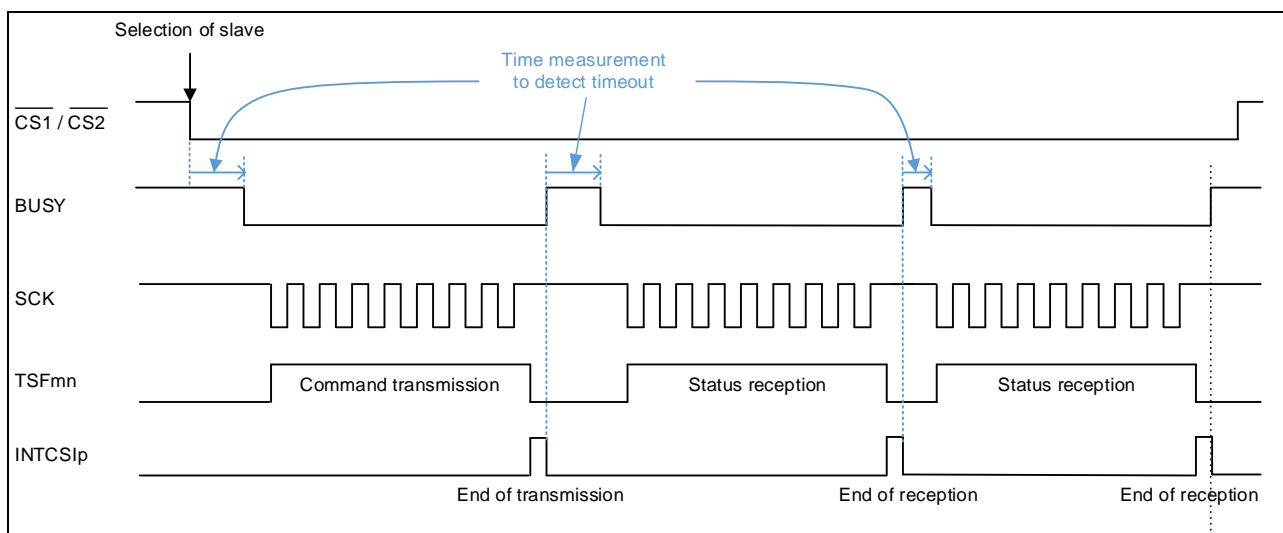 Selection of slave
Time measurement
to detect timeout
CS1 / CS2
BUSY
SCK
TSFmn
Command transmission
Status reception
Status reception
INTCSIp
End of transmission
End of reception
End of reception